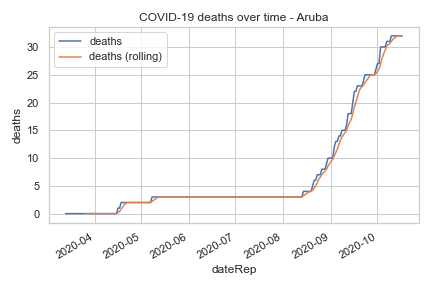 COVID-19 deaths over time - Aruba
deaths
deaths (rolling)
deaths
30
25
20
15
10
5
0
2020-04
2020-05
2020-06
2020-07
2020-08
2020-09
2020-10
dateRep